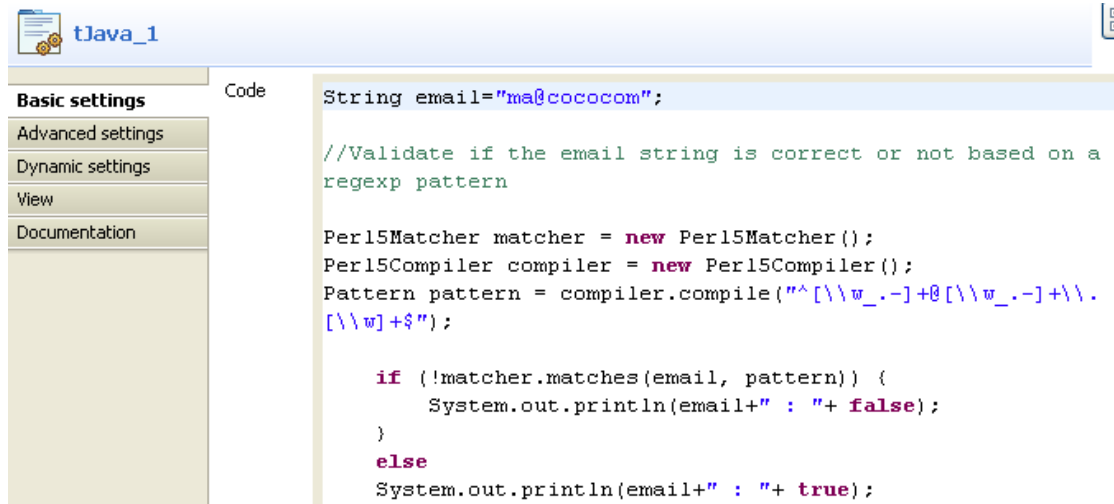 tJava_1
Basic settings
Advanced settings
Dynamic settings
View
Documentation
Code
String email="ma@cococom";
//Validate if the email string is correct or not based on a
regexp pattern
Perl5Matcher matcher = new Perl5Matcher();
Perl5Compiler compiler = new Perl5Compiler();
Pattern pattern = compiler.compile("^[\\w_.-]+@[\\w_.-]+\\.
[\\w]+$");
if (!matcher.matches(email, pattern)) {
System.out.println(email+" : "+ false);
}
else
System.out.println(email+" : "+ true);